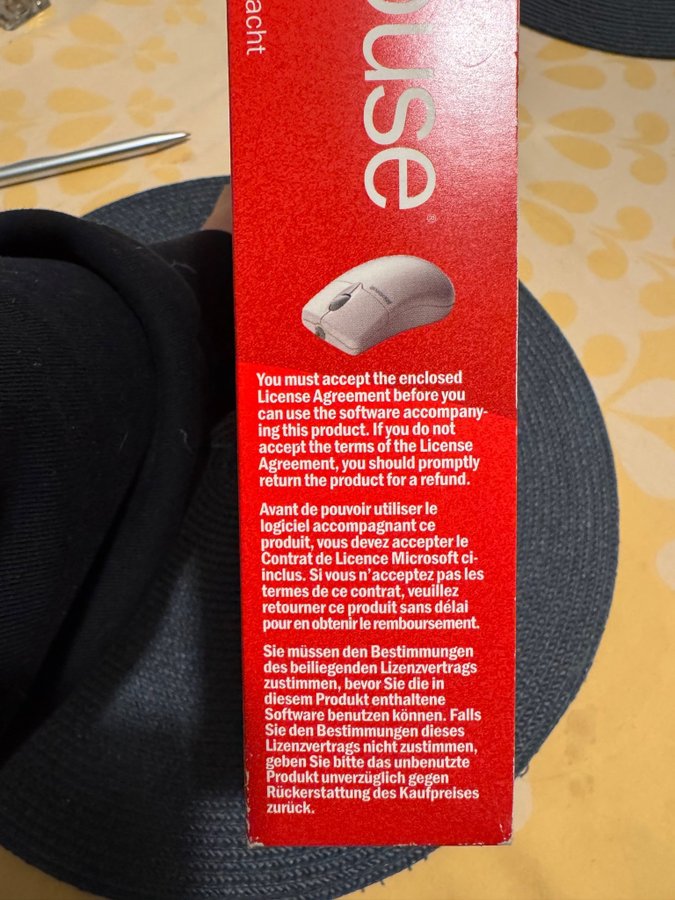 acht
ouse®
You must accept the enclosed
License Agreement before you
can use the software accompany-
ing this product. If you do not
accept the terms of the License
Agreement, you should promptly
return the product for a refund.
Avant de pouvoir utiliser le
logiciel accompagnant ce
produit, vous devez accepter le
Contrat de Licence Microsoft ci-
inclus. Si vous n'acceptez pas les
termes de ce contrat, veuillez
retourner ce produit sans délai
pour en obtenir le remboursement.
Sie müssen den Bestimmungen
des beiliegenden Lizenzvertrags
zustimmen, bevor Sie die in
diesem Produkt enthaltene
Software benutzen können. Falls
Sie den Bestimmungen dieses
Lizenzvertrags nicht zustimmen,
geben Sie bitte das unbenutzte
Produkt unverzüglich gegen
Rückerstattung des Kaufpreises
zurück.